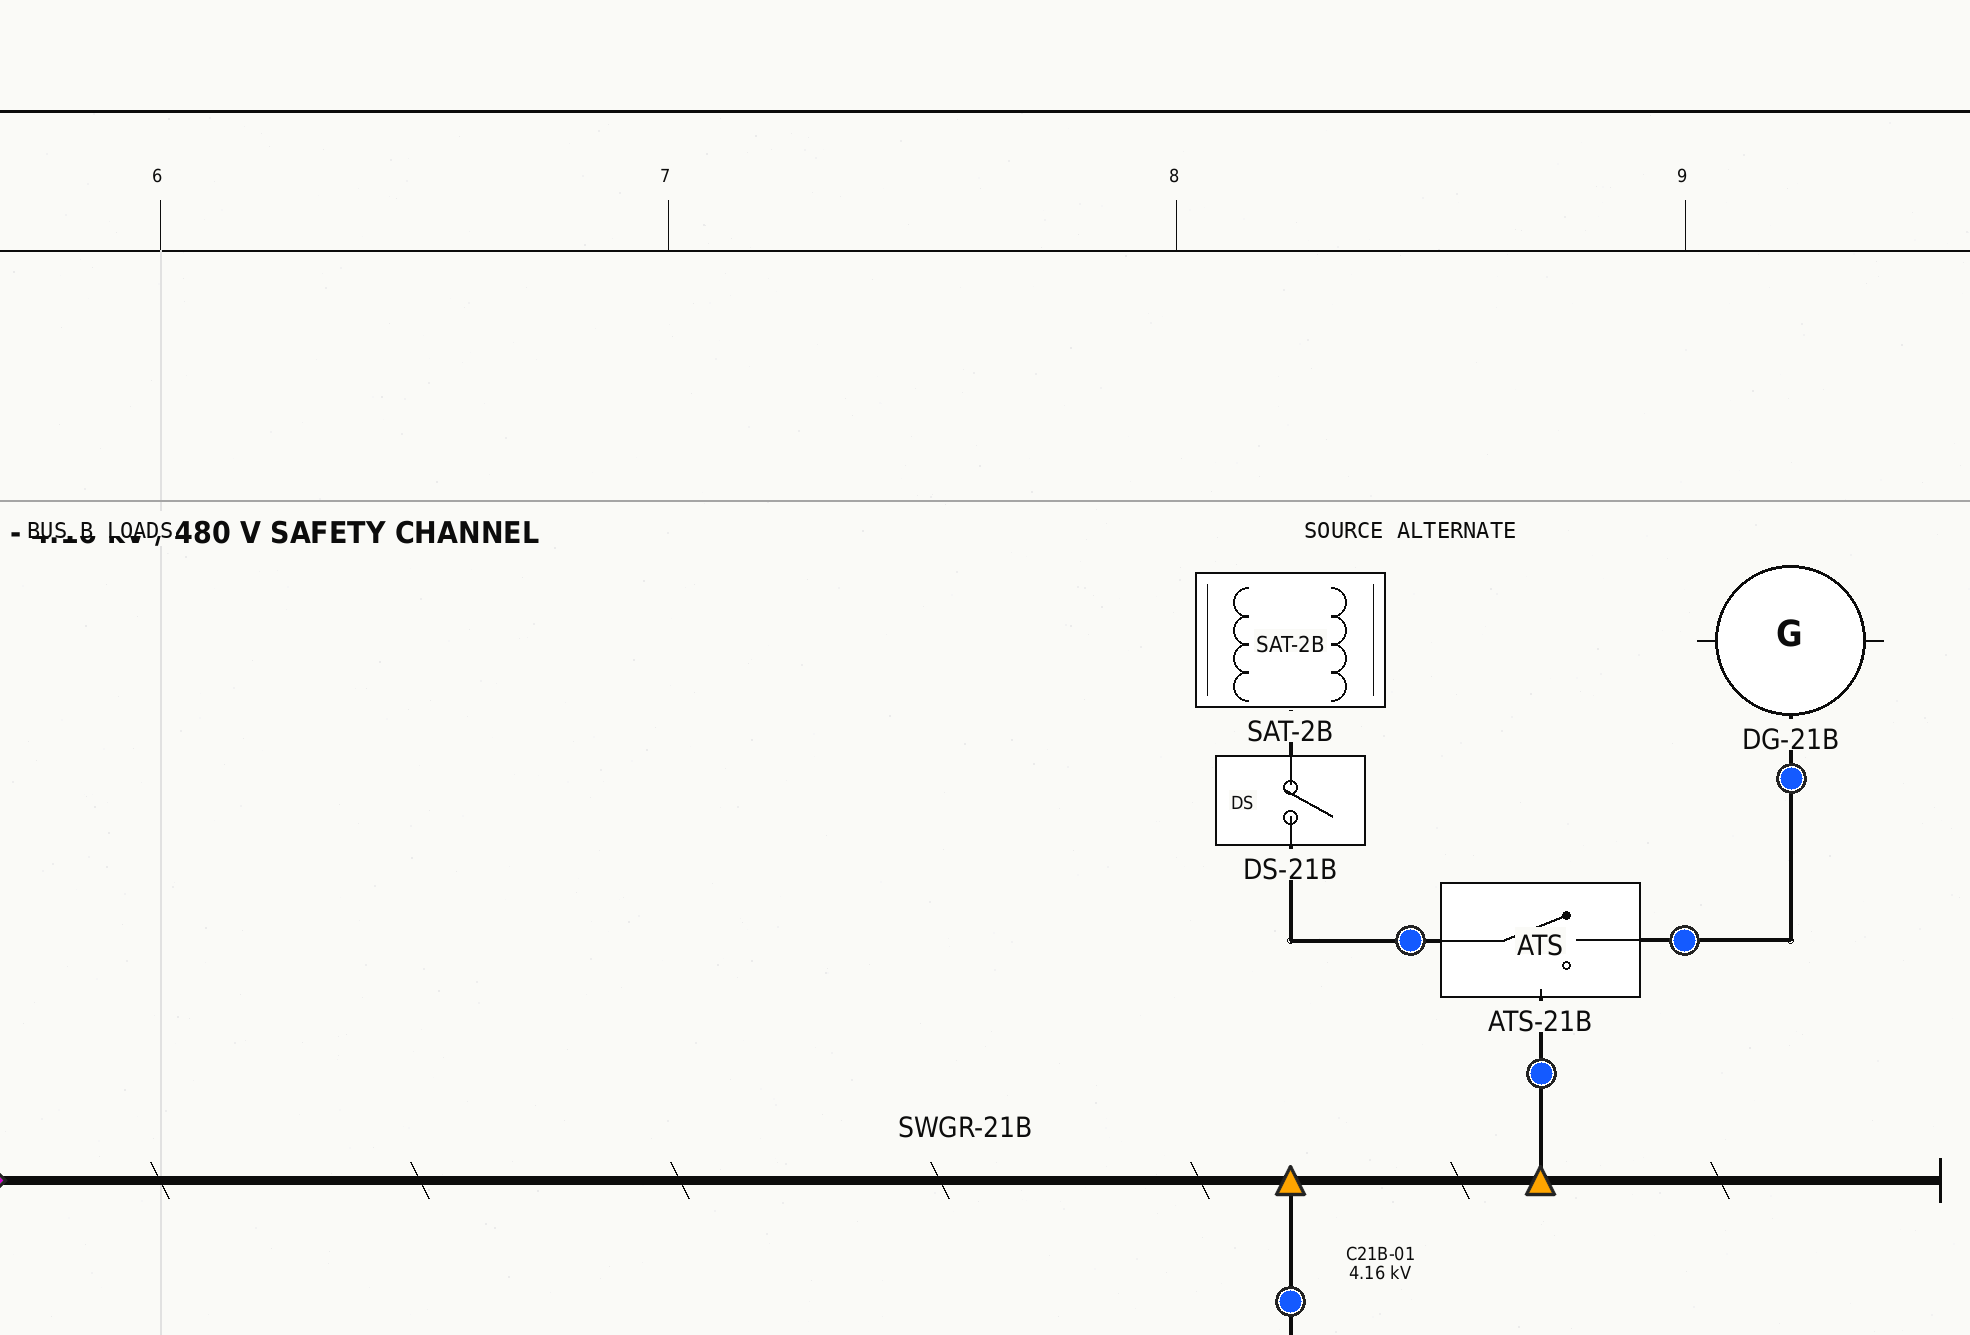 6 7 8 9
- BUS B LOADS 480 V SAFETY CHANNEL
SOURCE ALTERNATE
SAT-2B
G
SAT-2B
DG-21B
DS
DS-21B
ATS
ATS-21B
SWGR-21B
C21B-01
4.16 kV